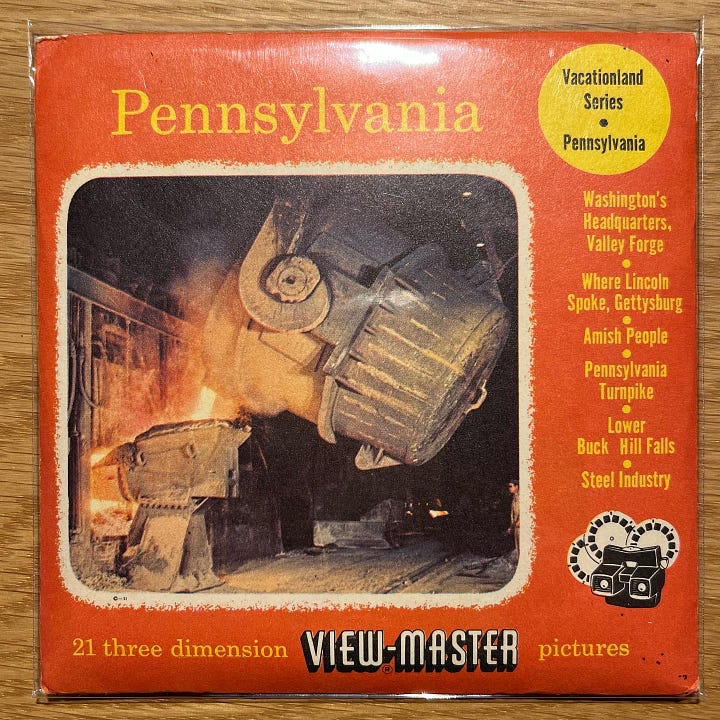 Pennsylvania
Vacationland
Series
•
Pennsylvania
Washington's
Headquarters,
Valley Forge
•
Where Lincoln
Spoke, Gettysburg
•
Amish People
•
Pennsylvania
Turnpike
•
Lower
Buck Hill Falls
•
Steel Industry
21 three dimension VIEW-MASTER® pictures